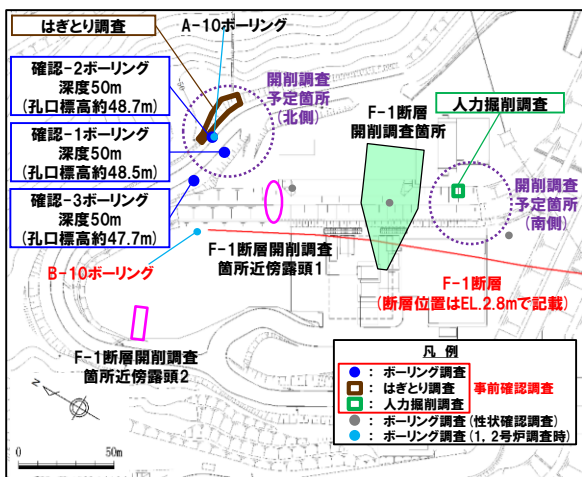 はぎとり調査
A-10ボーリング
確認-2ボーリング
深度50m
(孔口標高約48.7m)
確認-1ボーリング
深度50m
(孔口標高約48.5m)
確認-3ボーリング
深度50m
(孔口標高約47.7m)
開削調査
予定箇所
(北側)
F-1断層
開削調査箇所
人力掘削調査
開削調査
予定箇所
(南側)
B-10ボーリング
F-1断層開削調査
箇所近傍露頭1
F-1断層
(断層位置はEL.2.8mで記載)
F-1断層開削調査
箇所近傍露頭2
凡 例
: ボーリング調査
: はぎとり調査
: 人力掘削調査
事前確認調査
: ボーリング調査(性状確認調査)
: ボーリング調査(1, 2号炉調査時)
N
0
50m